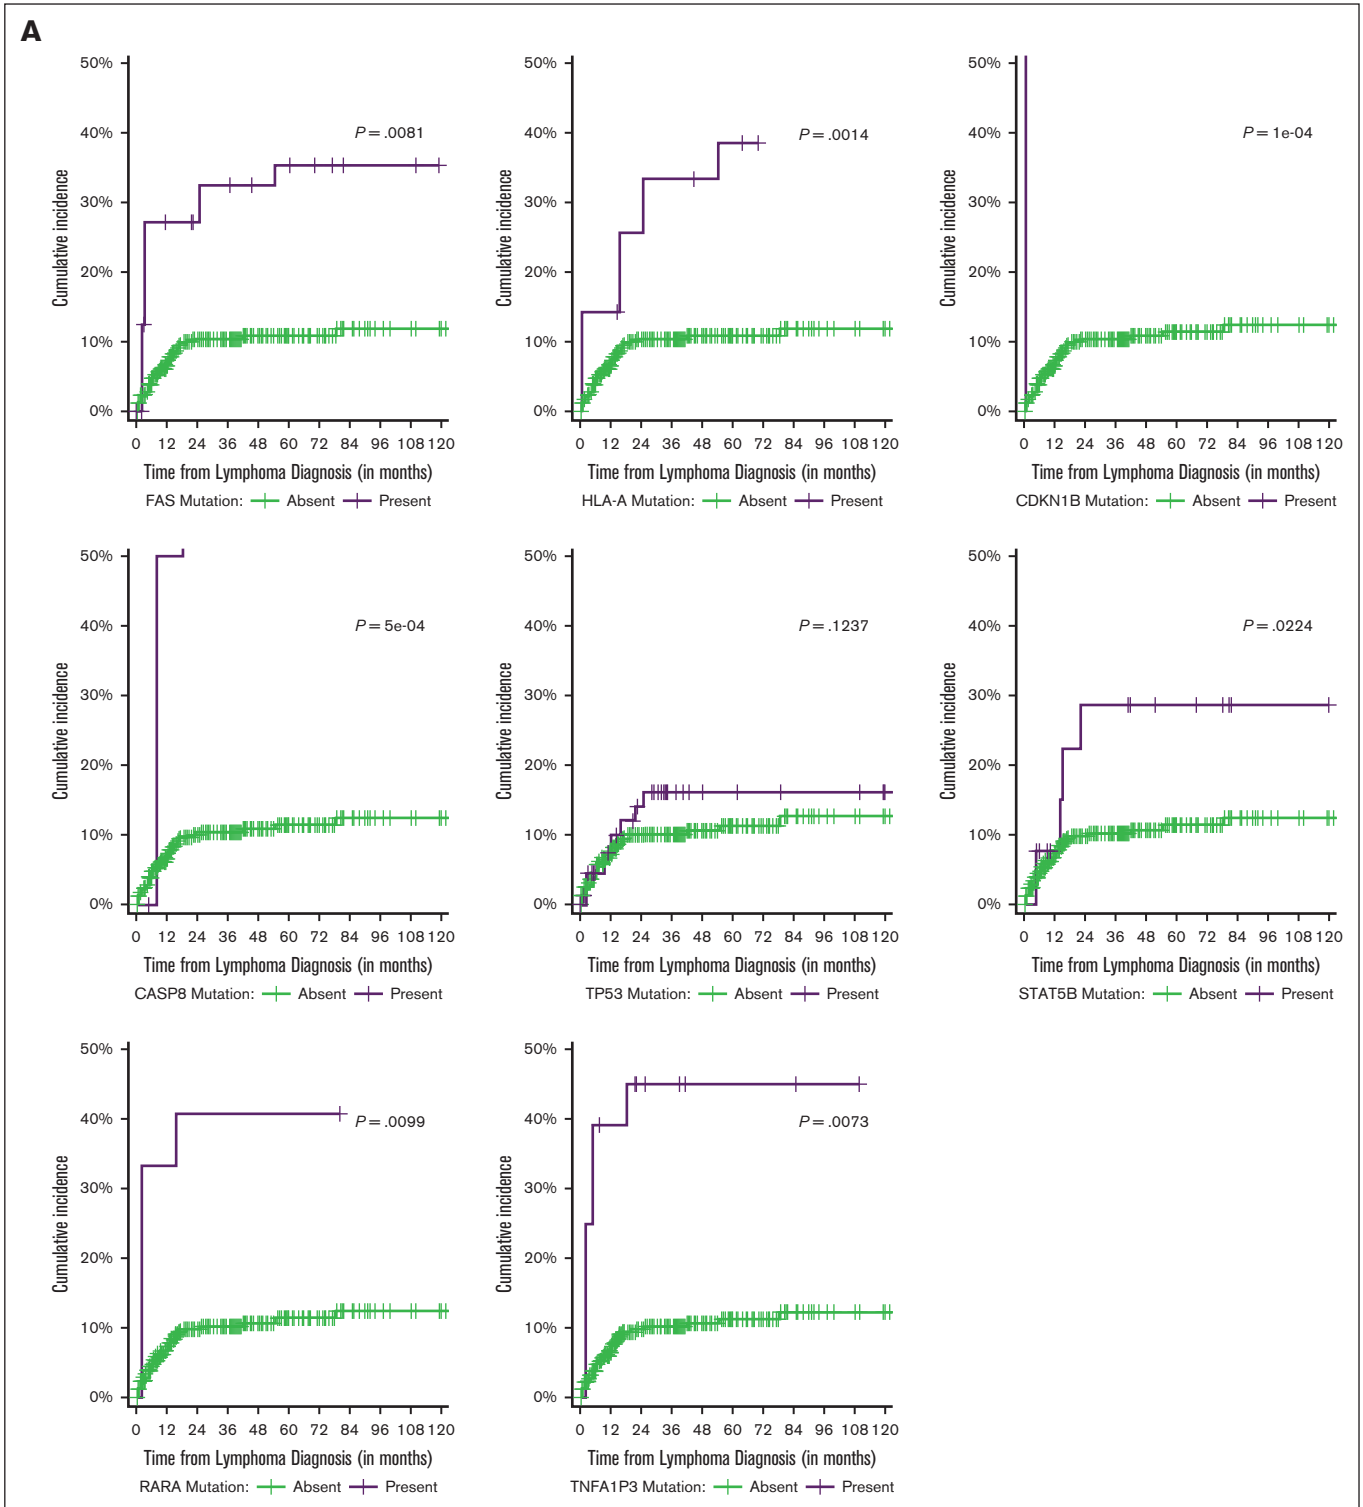 A
50%
40%
30%
20%
10%
0%
Cumulative incidence
P = .0081
0 12 24 36 48 60 72 84 96 108 120
Time from Lymphoma Diagnosis (in months)
FAS Mutation: Absent Present
50%
40%
30%
20%
10%
0%
Cumulative incidence
P = .0014
0 12 24 36 48 60 72 84 96 108 120
Time from Lymphoma Diagnosis (in months)
HLA-A Mutation: Absent Present
50%
40%
30%
20%
10%
0%
Cumulative incidence
P = 1e-04
0 12 24 36 48 60 72 84 96 108 120
Time from Lymphoma Diagnosis (in months)
CDKN1B Mutation: Absent Present
50%
40%
30%
20%
10%
0%
Cumulative incidence
P = 5e-04
0 12 24 36 48 60 72 84 96 108 120
Time from Lymphoma Diagnosis (in months)
CASP8 Mutation: Absent Present
50%
40%
30%
20%
10%
0%
Cumulative incidence
P = .1237
0 12 24 36 48 60 72 84 96 108 120
Time from Lymphoma Diagnosis (in months)
TP53 Mutation: Absent Present
50%
40%
30%
20%
10%
0%
Cumulative incidence
P = .0224
0 12 24 36 48 60 72 84 96 108 120
Time from Lymphoma Diagnosis (in months)
STAT5B Mutation: Absent Present
50%
40%
30%
20%
10%
0%
Cumulative incidence
P = .0099
0 12 24 36 48 60 72 84 96 108 120
Time from Lymphoma Diagnosis (in months)
RARA Mutation: Absent Present
50%
40%
30%
20%
10%
0%
Cumulative incidence
P = .0073
0 12 24 36 48 60 72 84 96 108 120
Time from Lymphoma Diagnosis (in months)
TNFA1P3 Mutation: Absent Present